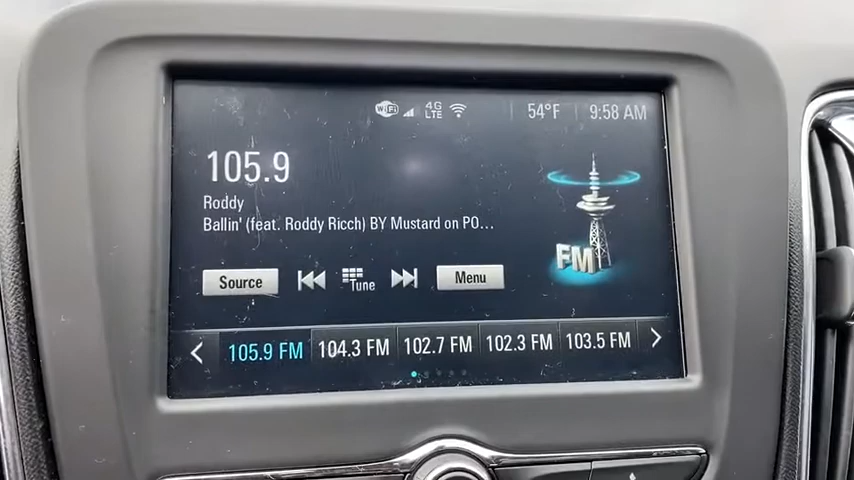 WiFi 4G LTE 54°F 9:58 AM
105.9
Roddy
Ballin' (feat. Roddy Ricch) BY Mustard on PO...
FM
Source Tune Menu
105.9 FM 104.3 FM 102.7 FM 102.3 FM 103.5 FM